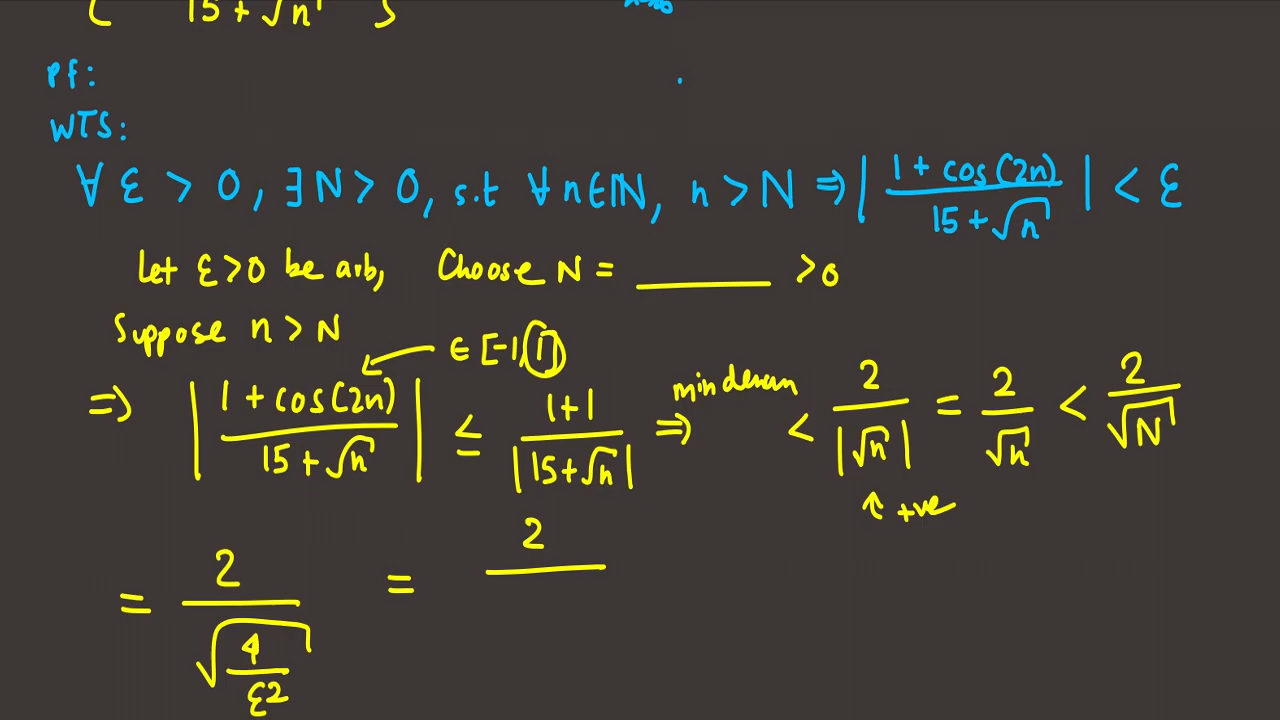 { 15 + √n }
n→∞
Pf:
WTS:
∀ ε > 0, ∃ N > 0, s.t ∀n∈ℕ, n > N ⇒ | (1 + cos(2n)) / (15 + √n) | < ε
Let ε>0 be arb, Choose N = ______ >0
Suppose n > N
∈ [-1, 1]
⇒ | (1 + cos(2n)) / (15 + √n) | ≤ (1+1) / |15+√n| ⇒ min denom < 2 / |√n| = 2 / √n < 2 / √N
↑ +ve
= 2 / √(4 / ε2) = 2 /